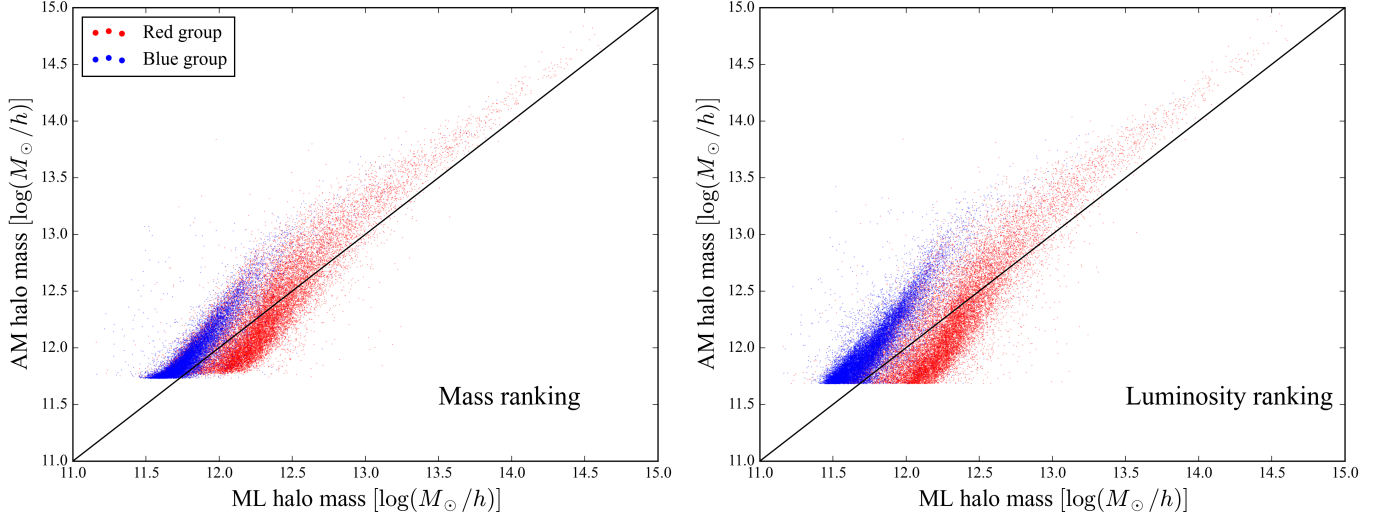 15.0
14.5
14.0
13.5
13.0
12.5
12.0
11.5
11.0
AM halo mass [log(M⊙/h)]
Red group
Blue group
Mass ranking
11.0 11.5 12.0 12.5 13.0 13.5 14.0 14.5 15.0
ML halo mass [log(M⊙/h)]
15.0
14.5
14.0
13.5
13.0
12.5
12.0
11.5
11.0
AM halo mass [log(M⊙/h)]
Luminosity ranking
11.0 11.5 12.0 12.5 13.0 13.5 14.0 14.5 15.0
ML halo mass [log(M⊙/h)]